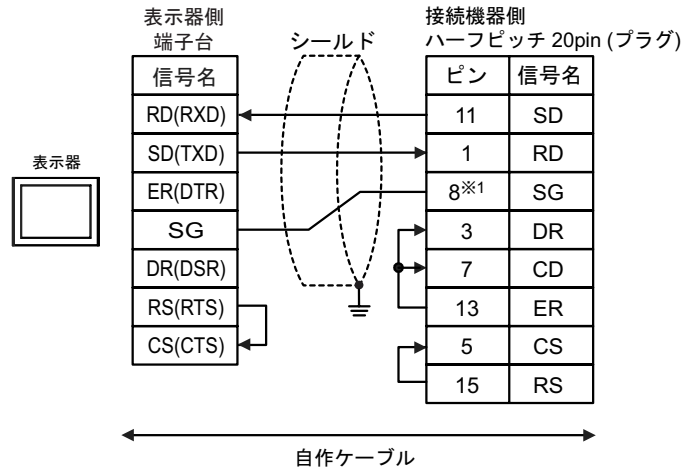 表示器側
端子台
シールド
接続機器側
ハーフピッチ 20pin (プラグ)
表示器
信号名
RD(RXD)
SD(TXD)
ER(DTR)
SG
DR(DSR)
RS(RTS)
CS(CTS)
ピン 信号名
11 SD
1 RD
8※1 SG
3 DR
7 CD
13 ER
5 CS
15 RS
自作ケーブル